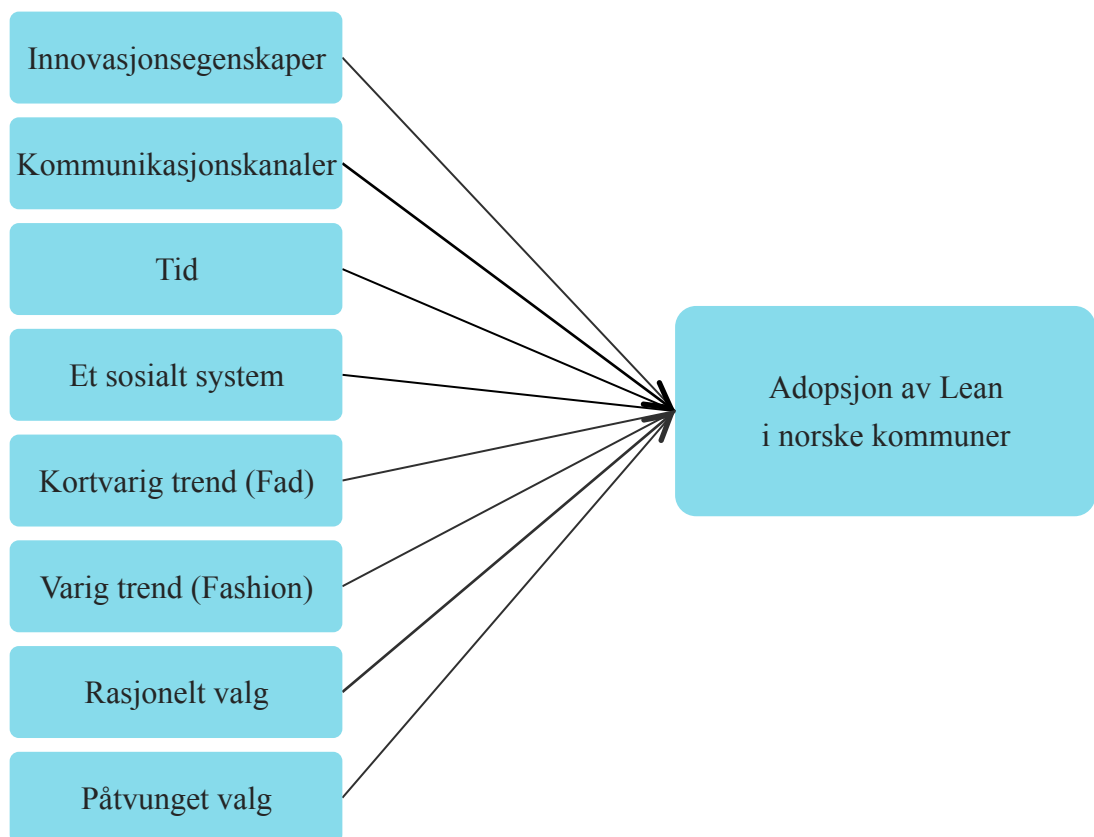 Innovasjonsegenskaper
Kommunikasjonskanaler
Tid
Et sosialt system
Kortvarig trend (Fad)
Varig trend (Fashion)
Rasjonelt valg
Påtvunget valg
Adopsjon av Lean
i norske kommuner